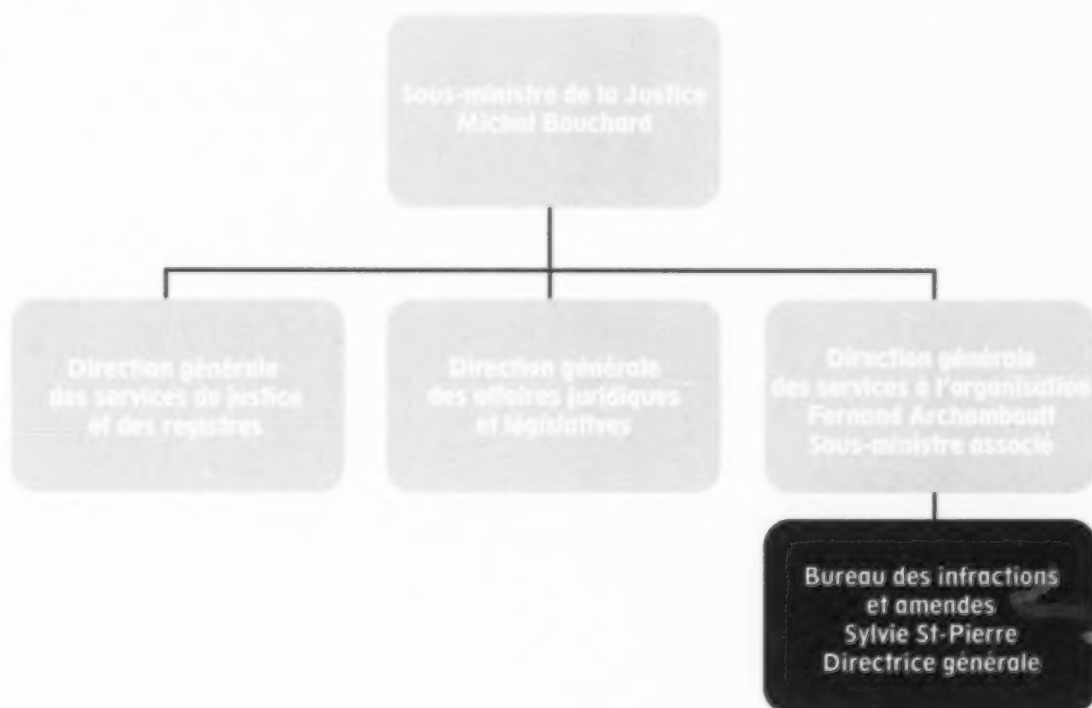 Sous-ministre de la Justice
Michel Bouchard
Direction générale
des services de justice
et des registres
Direction générale
des affaires juridiques
et législatives
Direction générale
des services à l'organisation
Fernand Archambault
Sous-ministre associé
Bureau des infractions
et amendes
Sylvie St-Pierre
Directrice générale